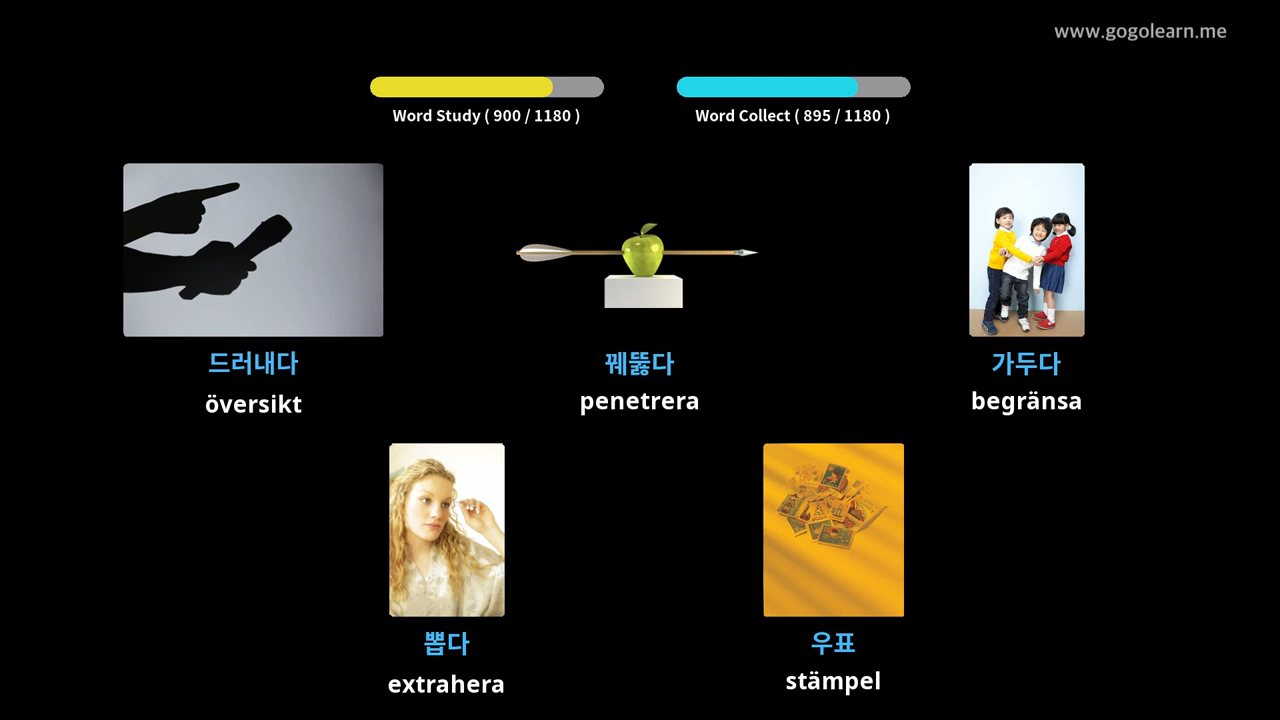 www.gogolearn.me
Word Study ( 900 / 1180 )
Word Collect ( 895 / 1180 )
드러내다
översikt
꿰뚫다
penetrera
가두다
begränsa
뽑다
extrahera
우표
stämpel